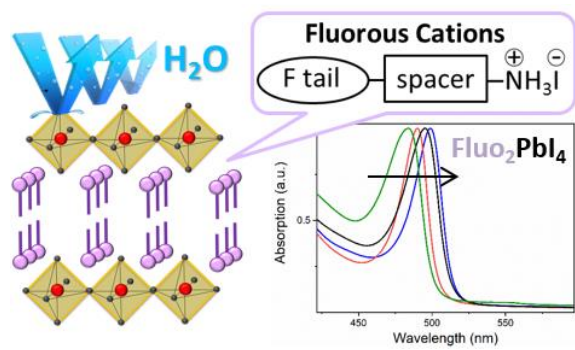 H₂O
Fluorous Cations
F tail
spacer
⊕ ⊖
NH₃I
Fluo₂PbI₄
Absorption (a.u.)
0.5
450 500 550
Wavelength (nm)